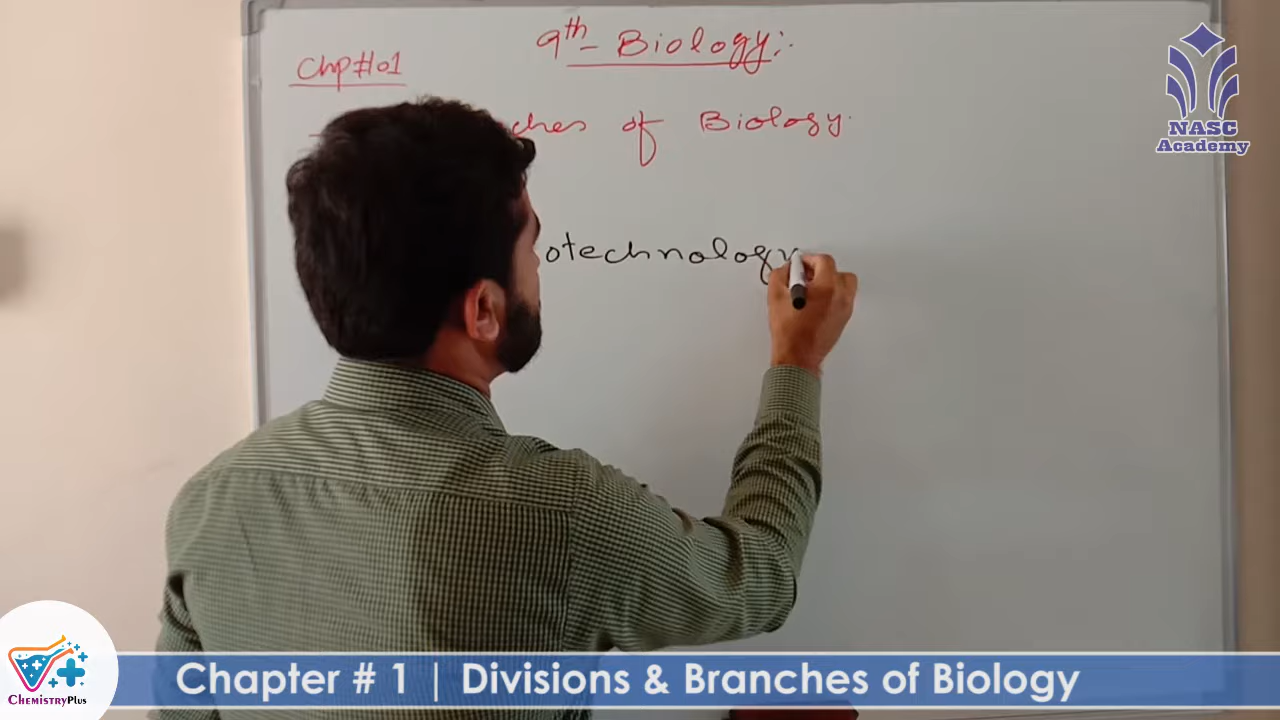 9th - Biology:-
Chp#01
ches of Biology.
otechnology
NASC
Academy
ChemistryPlus
Chapter # 1 | Divisions & Branches of Biology